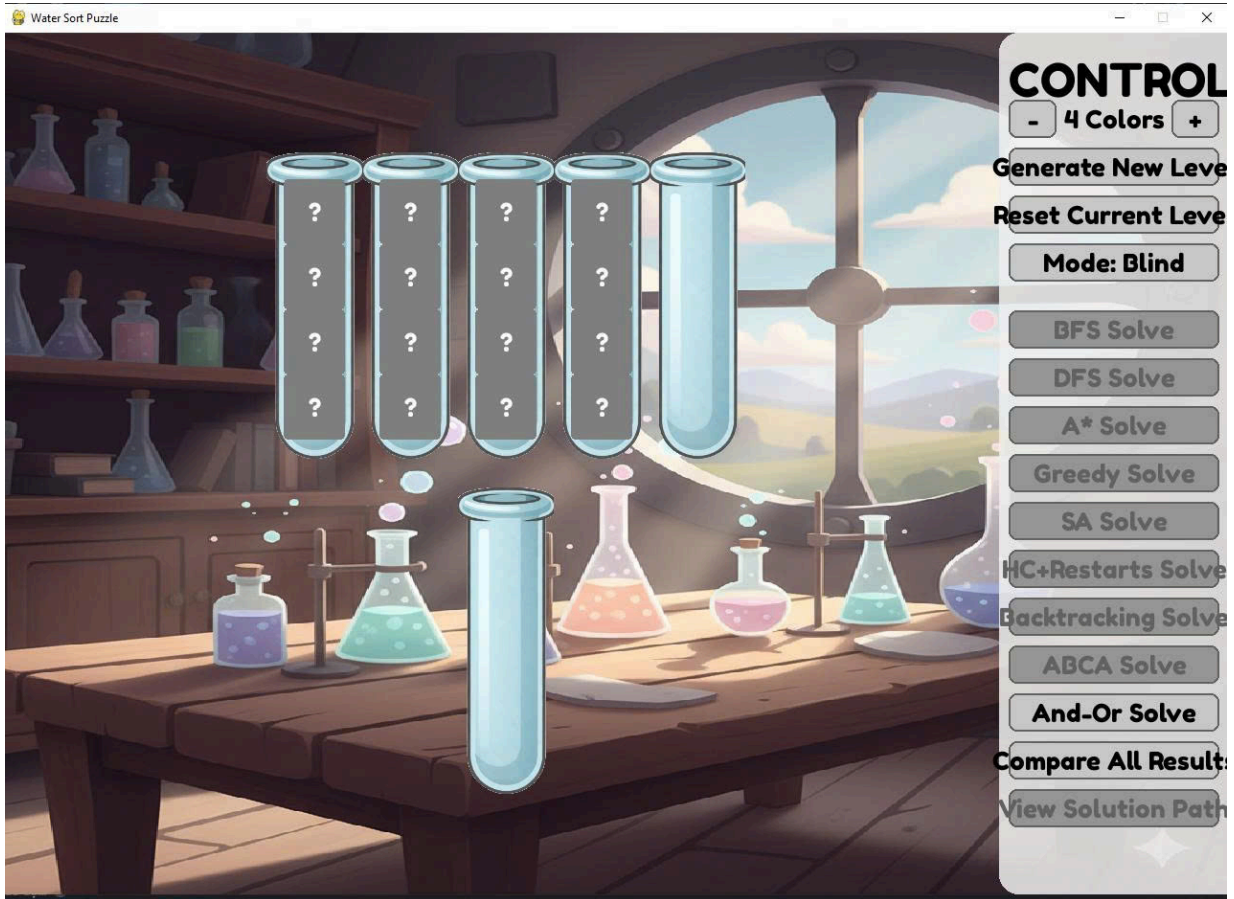 Water Sort Puzzle
CONTROL
- 4 Colors +
Generate New Leve
Reset Current Leve
Mode: Blind
? ? ? ?
? ? ? ?
? ? ? ?
? ? ? ?
BFS Solve
DFS Solve
A* Solve
Greedy Solve
SA Solve
HC+Restarts Solve
Backtracking Solve
ABCA Solve
And-Or Solve
Compare All Results
View Solution Path